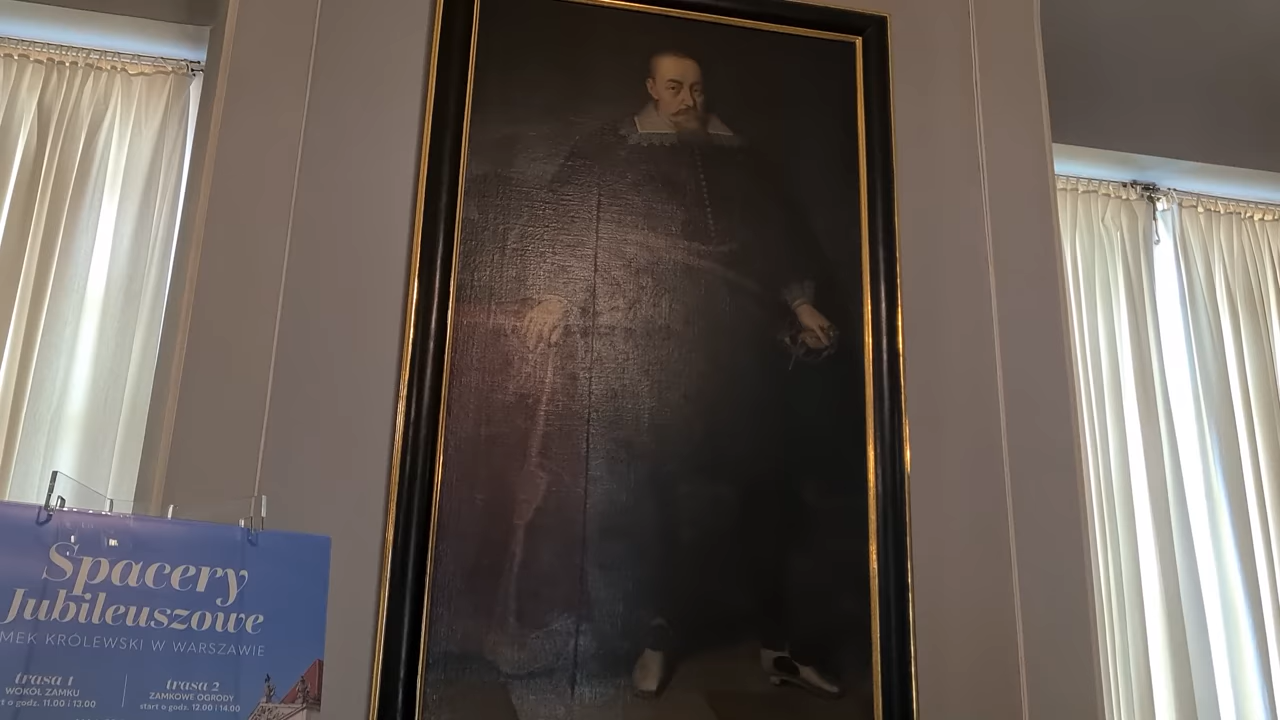 Spacery
Jubileuszowe
MEK KRÓLEWSKI W WARSZAWIE
trasa 1
WOKÓŁ ZAMKU
rt o godz. 11.00 i 13.00
trasa 2
ZAMKOWE OGRODY
start o godz. 12.00 i 14.00